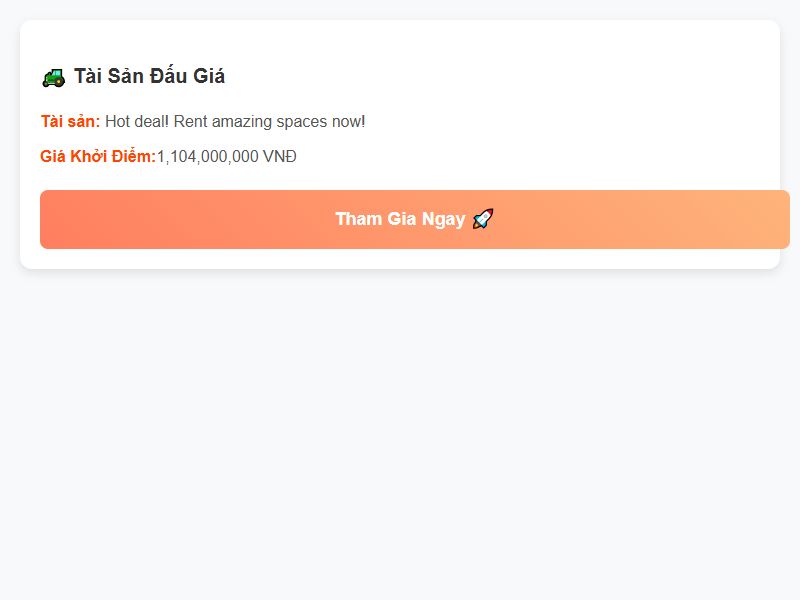 Tài Sản Đấu Giá
Tài sản: Hot deal! Rent amazing spaces now!
Giá Khởi Điểm:1,104,000,000 VNĐ
Tham Gia Ngay